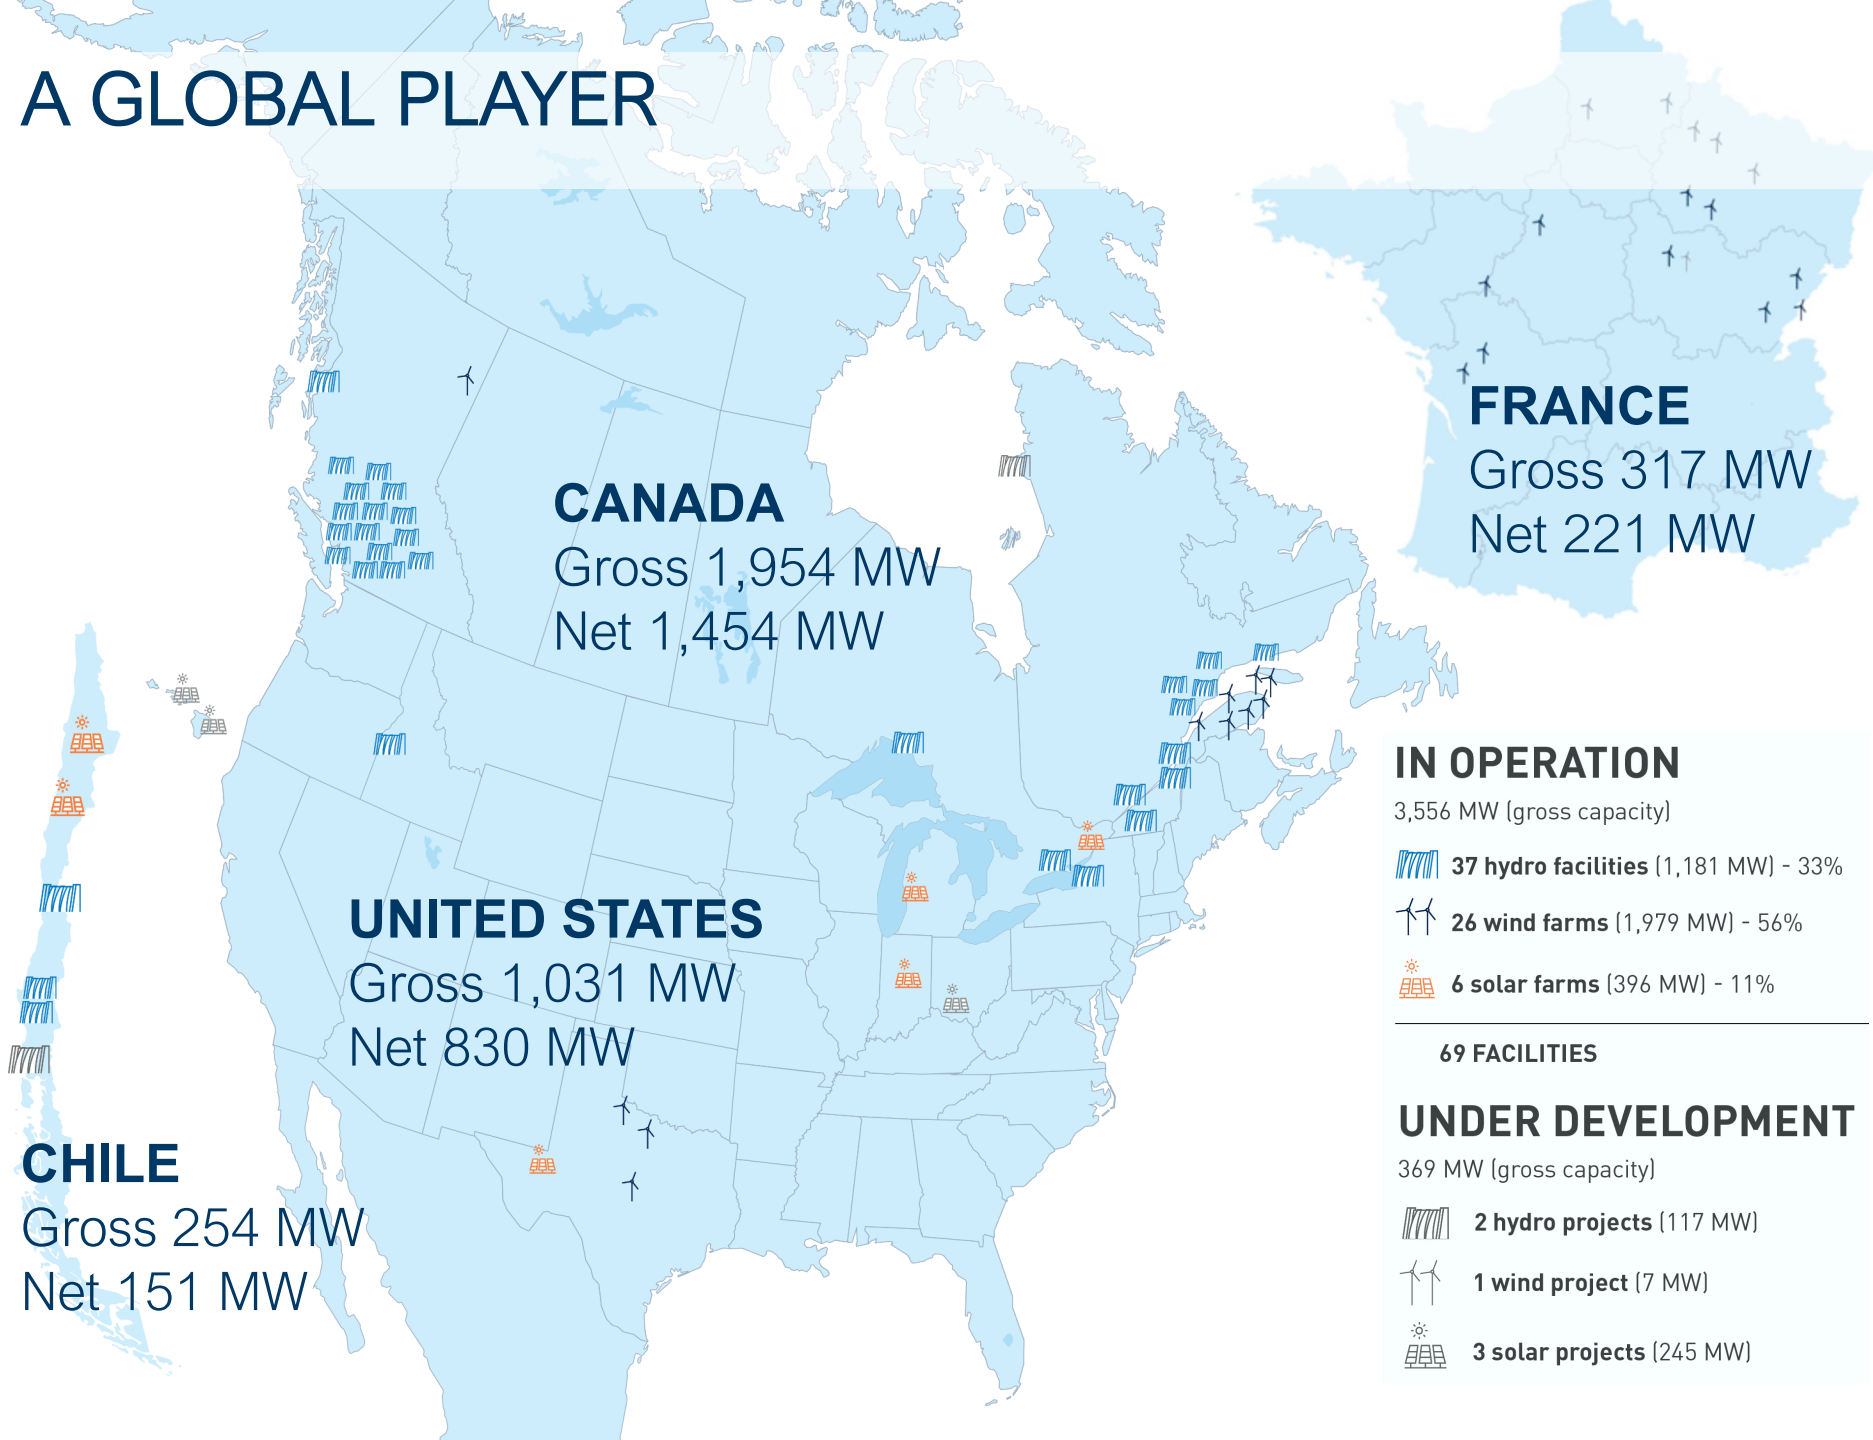 A GLOBAL PLAYER
FRANCE
Gross 317 MW
Net 221 MW
CANADA
Gross 1,954 MW
Net 1,454 MW
UNITED STATES
Gross 1,031 MW
Net 830 MW
CHILE
Gross 254 MW
Net 151 MW
IN OPERATION
3,556 MW (gross capacity)
37 hydro facilities (1,181 MW) - 33%
26 wind farms (1,979 MW) - 56%
6 solar farms (396 MW) - 11%
69 FACILITIES
UNDER DEVELOPMENT
369 MW (gross capacity)
2 hydro projects (117 MW)
1 wind project (7 MW)
3 solar projects (245 MW)